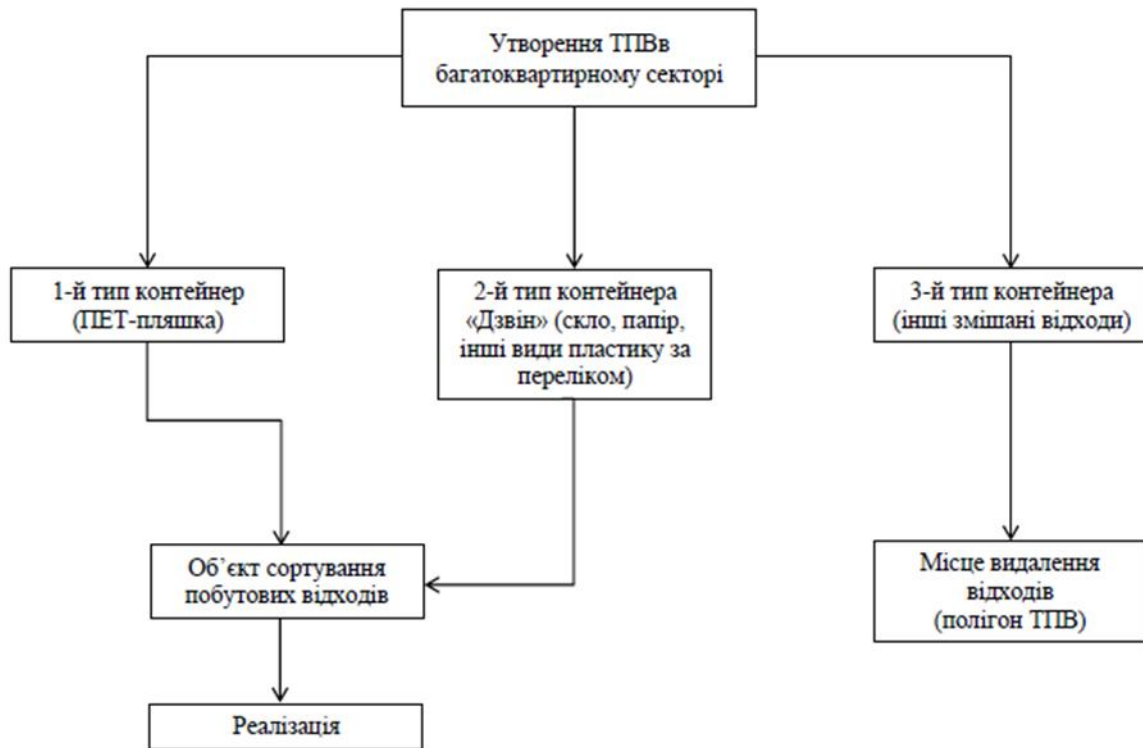 Утворення ТПВв
багатоквартирному секторі
1-й тип контейнер
(ПЕТ-пляшка)
2-й тип контейнера
«Дзвін» (скло, папір,
інші види пластику за
переліком)
3-й тип контейнера
(інші змішані відходи)
Об’єкт сортування
побутових відходів
Місце видалення
відходів
(полігон ТПВ)
Реалізація